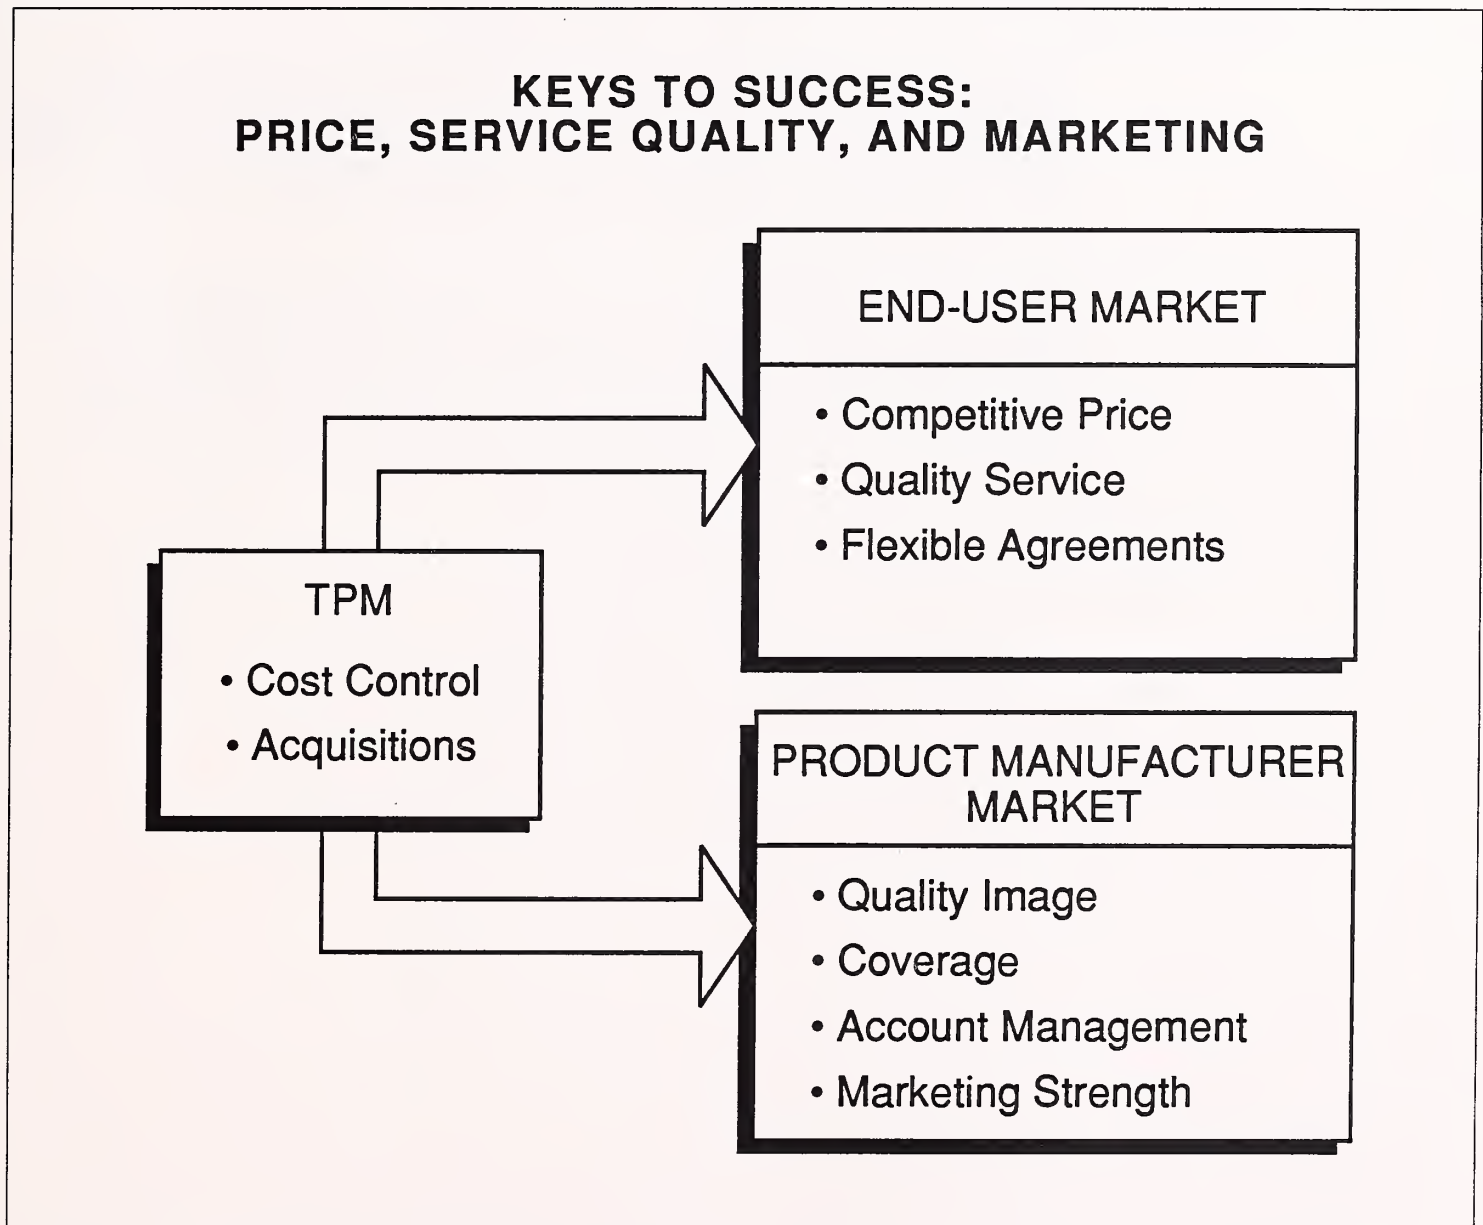 KEYS TO SUCCESS:
PRICE, SERVICE QUALITY, AND MARKETING
END-USER MARKET
• Competitive Price
• Quality Service
• Flexible Agreements
TPM
• Cost Control
• Acquisitions
PRODUCT MANUFACTURER
MARKET
• Quality Image
• Coverage
• Account Management
• Marketing Strength